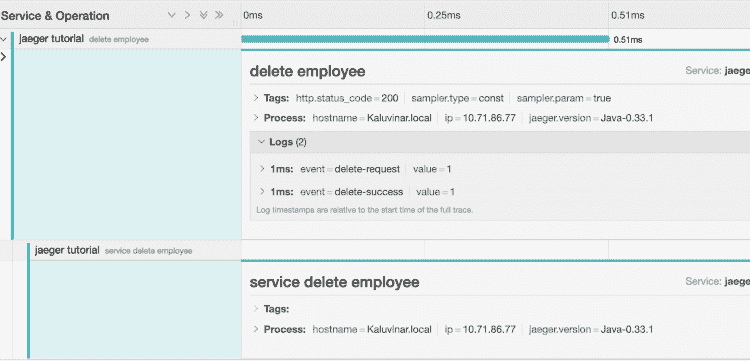 Service & Operation 0ms 0.25ms 0.51ms
jaeger tutorial delete employee 0.51ms
delete employee Service: jaege
Tags: http.status_code = 200 sampler.type = const sampler.param = true
Process: hostname = Kaluvinar.local ip = 10.71.86.77 jaeger.version = Java-0.33.1
Logs (2)
1ms: event = delete-request value = 1
1ms: event = delete-success value = 1
Log timestamps are relative to the start time of the full trace.
jaeger tutorial service delete employee
service delete employee Service: jaege
Tags:
Process: hostname = Kaluvinar.local ip = 10.71.86.77 jaeger.version = Java-0.33.1